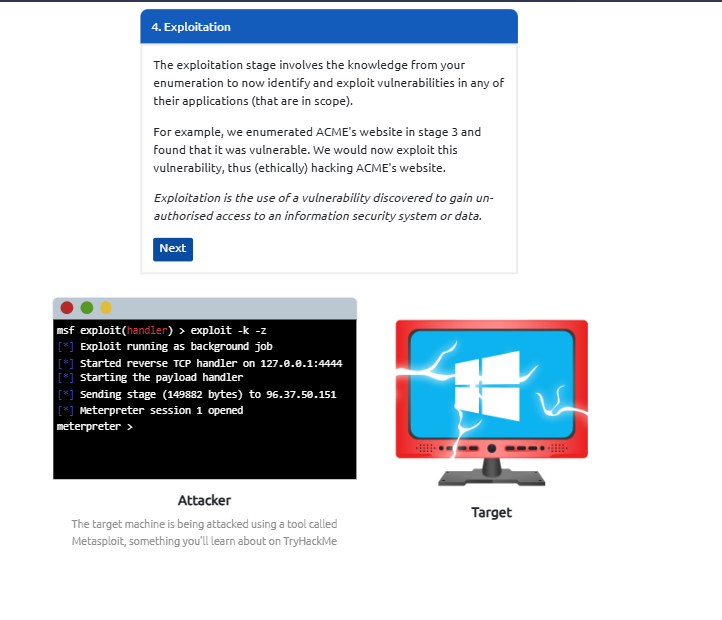 4. Exploitation
The exploitation stage involves the knowledge from your
enumeration to now identify and exploit vulnerabilities in any of
their applications (that are in scope).
For example, we enumerated ACME's website in stage 3 and
found that it was vulnerable. We would now exploit this
vulnerability, thus (ethically) hacking ACME's website.
Exploitation is the use of a vulnerability discovered to gain un-
authorised access to an information security system or data.
Next
msf exploit(handler) > exploit -k -z
[*] Exploit running as background job
[*] Started reverse TCP handler on 127.0.0.1:4444
[*] Starting the payload handler
[*] Sending stage (149882 bytes) to 96.37.50.151
[*] Meterpreter session 1 opened
meterpreter >
Attacker
The target machine is being attacked using a tool called
Metasploit, something you'll learn about on TryHackMe
Target